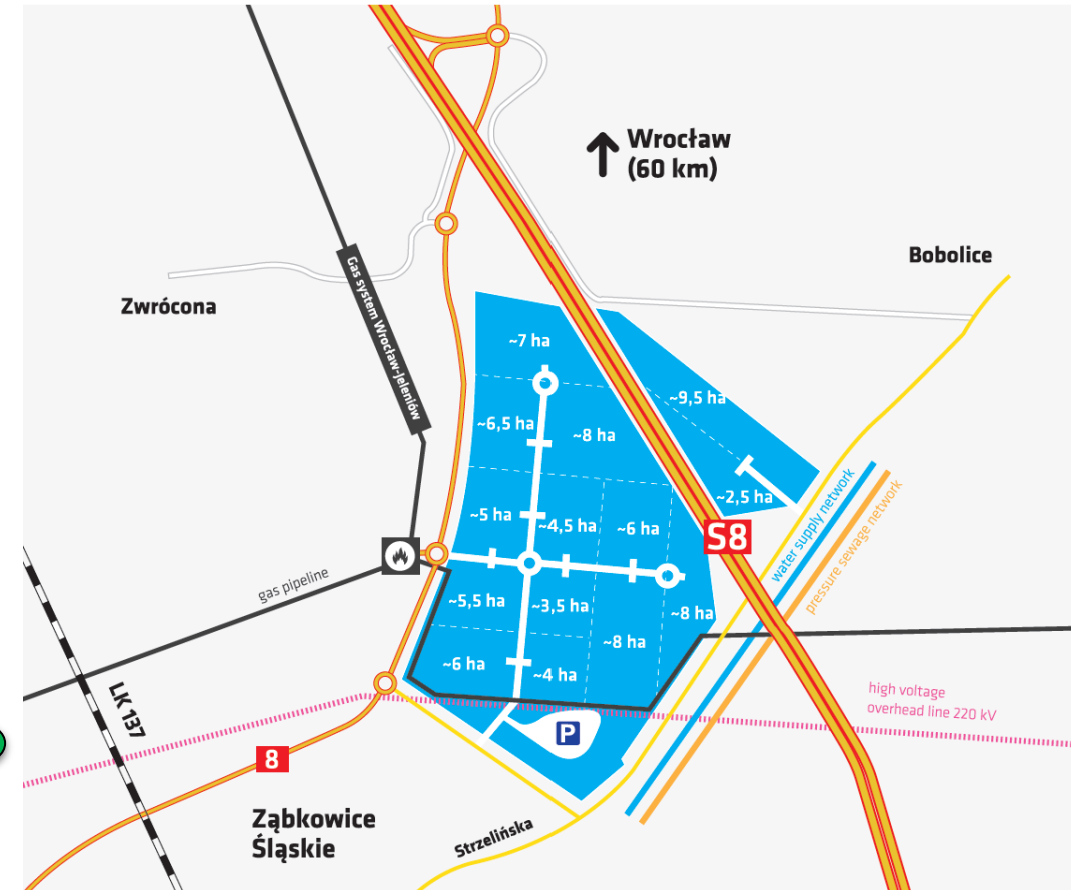 Wrocław
(60 km)
Bobolice
Zwrócona
Gas system Wrocław-Jeleniów
~7 ha
~9,5 ha
~6,5 ha
~8 ha
~2,5 ha
~5 ha
~4,5 ha
~6 ha
S8
water supply network
pressure sewage network
gas pipeline
~5,5 ha
~3,5 ha
~8 ha
~8 ha
~6 ha
~4 ha
LK 137
high voltage
overhead line 220 kV
P
8
Ząbkowice
Śląskie
Strzelińska